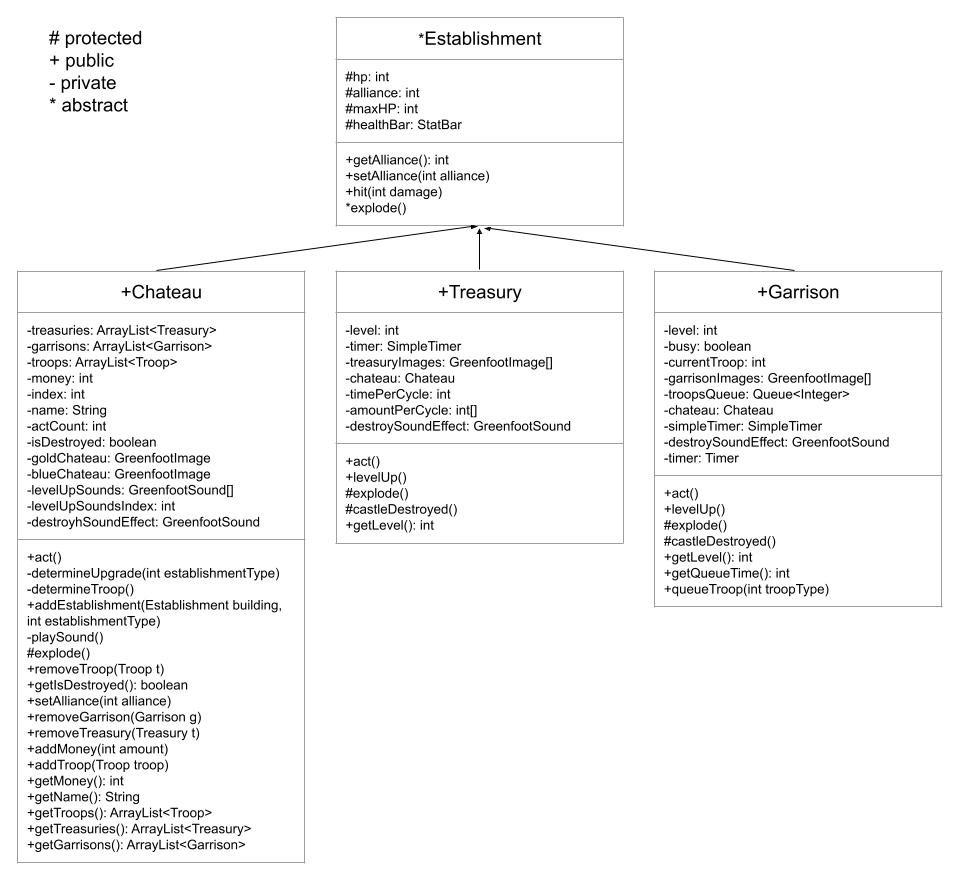 # protected
+ public
- private
* abstract
*Establishment
#hp: int
#alliance: int
#maxHP: int
#healthBar: StatBar
+getAlliance(): int
+setAlliance(int alliance)
+hit(int damage)
*explode()
+Chateau
-treasuries: ArrayList<Treasury>
-garrisons: ArrayList<Garrison>
-troops: ArrayList<Troop>
-money: int
-index: int
-name: String
-actCount: int
-isDestroyed: boolean
-goldChateau: GreenfootImage
-blueChateau: GreenfootImage
-levelUpSounds: GreenfootSound[]
-levelUpSoundsIndex: int
-destroyhSoundEffect: GreenfootSound
+act()
-determineUpgrade(int establishmentType)
-determineTroop()
+addEstablishment(Establishment building,
int establishmentType)
-playSound()
#explode()
+removeTroop(Troop t)
+getIsDestroyed(): boolean
+setAlliance(int alliance)
+removeGarrison(Garrison g)
+removeTreasury(Treasury t)
+addMoney(int amount)
+addTroop(Troop troop)
+getMoney(): int
+getName(): String
+getTroops(): ArrayList<Troop>
+getTreasuries(): ArrayList<Treasury>
+getGarrisons(): ArrayList<Garrison>
+Treasury
-level: int
-timer: SimpleTimer
-treasuryImages: GreenfootImage[]
-chateau: Chateau
-timePerCycle: int
-amountPerCycle: int[]
-destroySoundEffect: GreenfootSound
+act()
+levelUp()
#explode()
#castleDestroyed()
+getLevel(): int
+Garrison
-level: int
-busy: boolean
-currentTroop: int
-garrisonImages: GreenfootImage[]
-troopsQueue: Queue<Integer>
-chateau: Chateau
-simpleTimer: SimpleTimer
-destroySoundEffect: GreenfootSound
-timer: Timer
+act()
+levelUp()
#explode()
#castleDestroyed()
+getLevel(): int
+getQueueTime(): int
+queueTroop(int troopType)